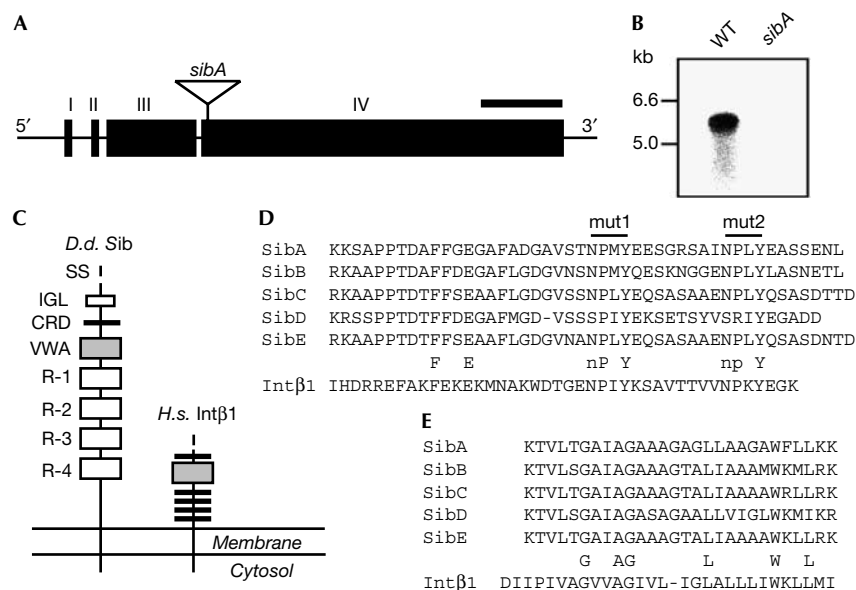 A
sibA
I II III IV
5′ 3′
B
WT sibA
kb
6.6
5.0
C
D.d. Sib
SS
IGL
CRD
VWA
R-1
R-2
R-3
R-4
H.s. Intβ1
Membrane
Cytosol
D
mut1 mut2
SibA KKSAPPTDAFFGEGAFADGAVSTNPMYEESGRSAINPLYEASSENL
SibB RKAAPPTDAFFDEGAFLGDGVNSNPMYQESKNGGENPLYLASNETL
SibC RKAAPPTDTFFSEAAFLGDGVSSNPLYEQSASAAENPLYQSASDTTD
SibD KRSSPPTDTFFDEGAFMGD-VSSSPIYEKSETSYVSRIYEGADD
SibE RKAAPPTDTFFSEAAFLGDGVNANPLYEQSASAAENPLYQSASDNTD
F E nP Y np Y
Intβ1 IHDRREFAKFEKEKMNAKWDTGENPIYKSAVTTVVNPKYEGK
E
SibA KTVLTGAIAGAAAGAGLLAAGAWFLLKK
SibB KTVLSGAIAGAAAGTALIAAAMWKMLRK
SibC KTVLTGAIAGAAAGTALIAAAAWRLLRK
SibD KTVLSGAIAGASAGAALLVIGLWKMIKR
SibE KTVLTGAIAGAAAGTALIAAAAWKLLRK
G AG L W L
Intβ1 DIIPIVAGVVAGIVL-IGLALLLIWKLLMI